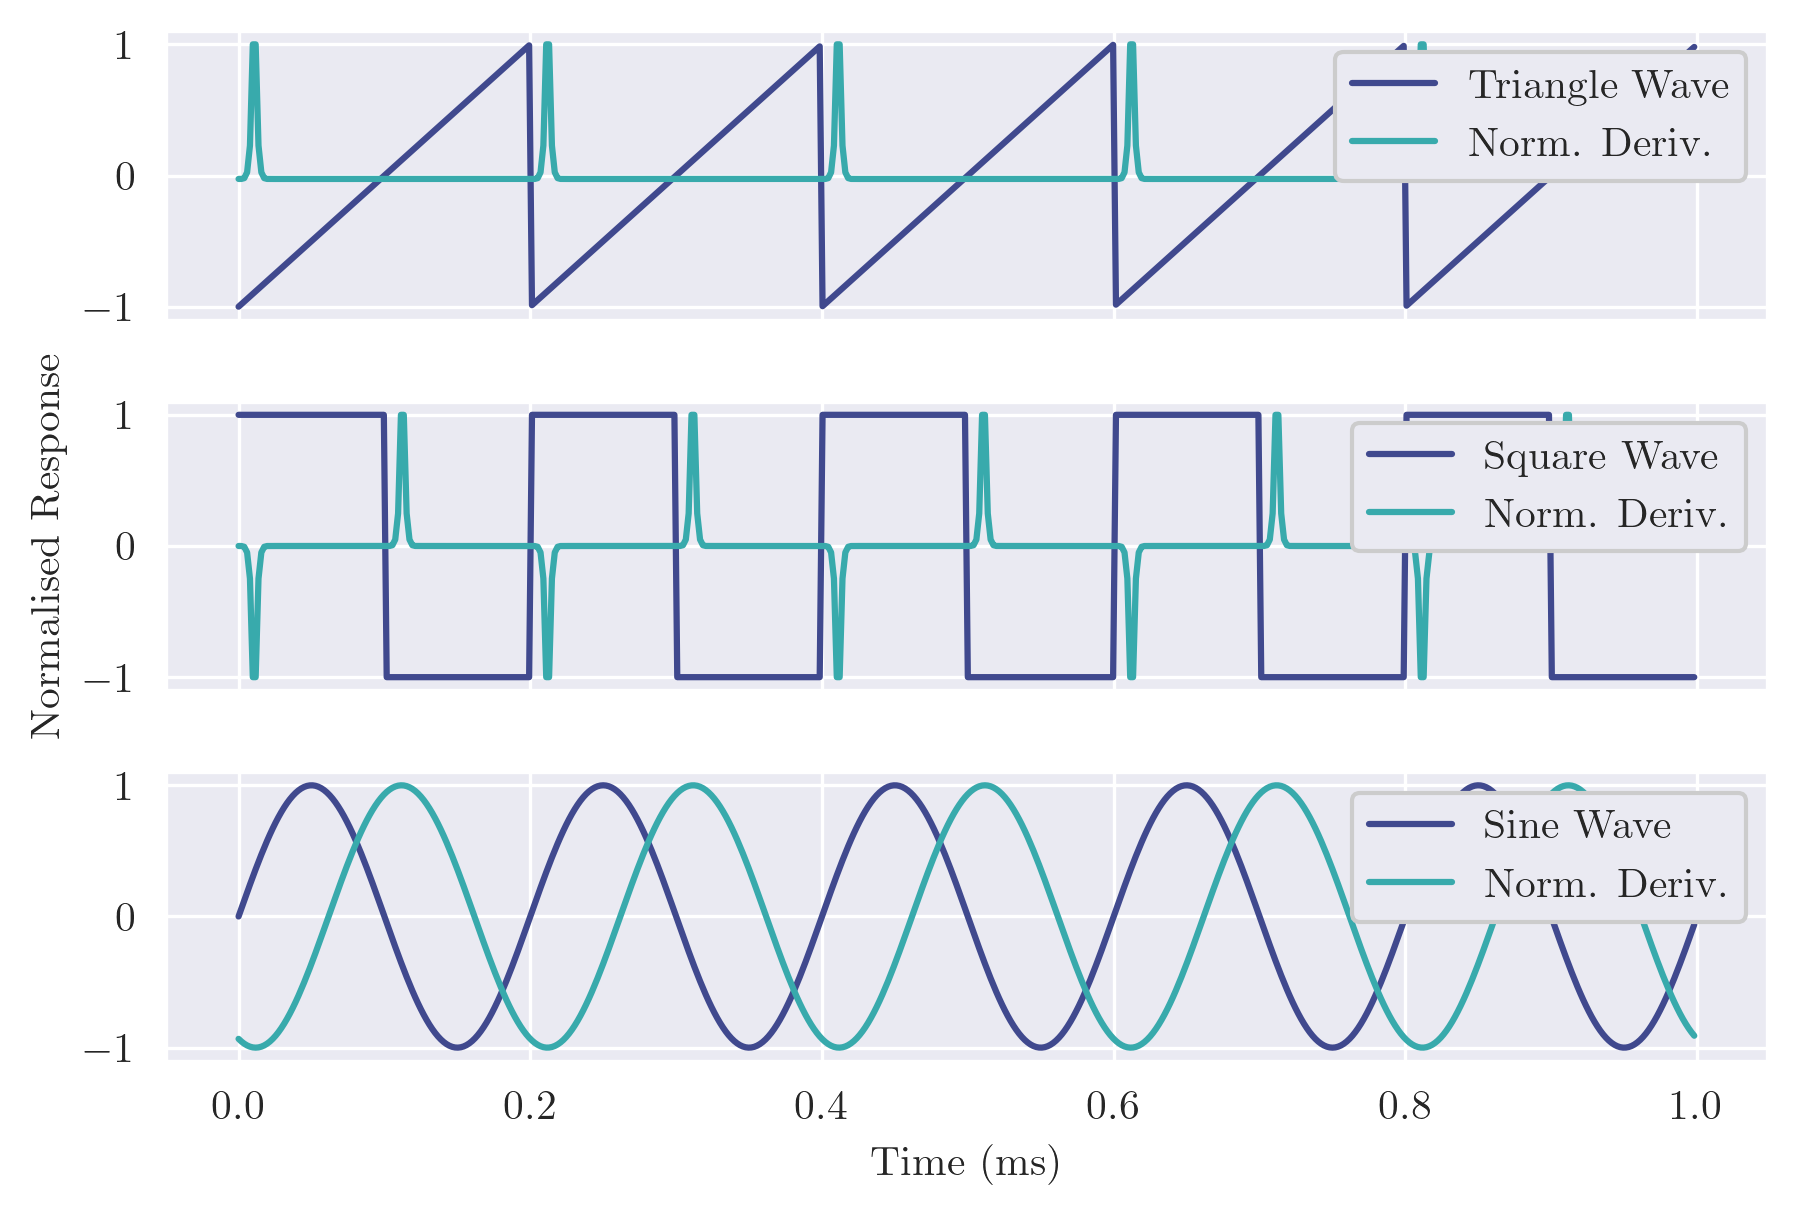 1
0
−1
Triangle Wave
Norm. Deriv.
Normalised Response
1
0
−1
Square Wave
Norm. Deriv.
1
0
−1
Sine Wave
Norm. Deriv.
0.0 0.2 0.4 0.6 0.8 1.0
Time (ms)